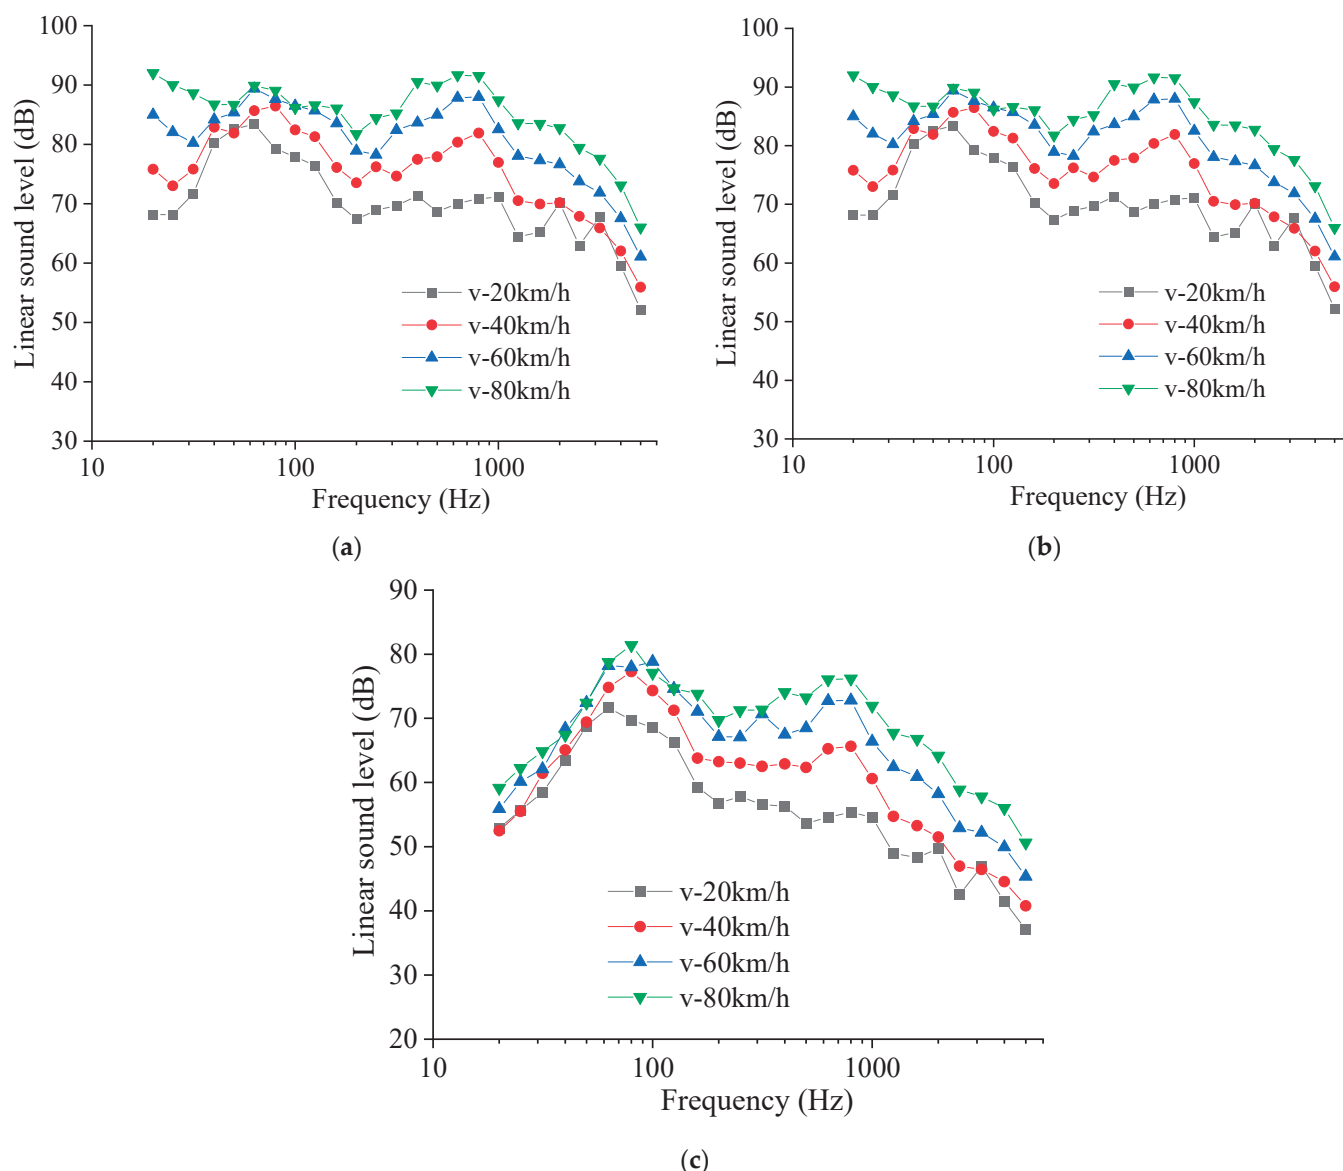 100
90
80
70
60
50
40
30
10
100
1000
Linear sound level (dB)
Frequency (Hz)
v-20km/h
v-40km/h
v-60km/h
v-80km/h
(a)
100
90
80
70
60
50
40
30
10
100
1000
Linear sound level (dB)
Frequency (Hz)
v-20km/h
v-40km/h
v-60km/h
v-80km/h
(b)
90
80
70
60
50
40
30
20
10
100
1000
Linear sound level (dB)
Frequency (Hz)
v-20km/h
v-40km/h
v-60km/h
v-80km/h
(c)